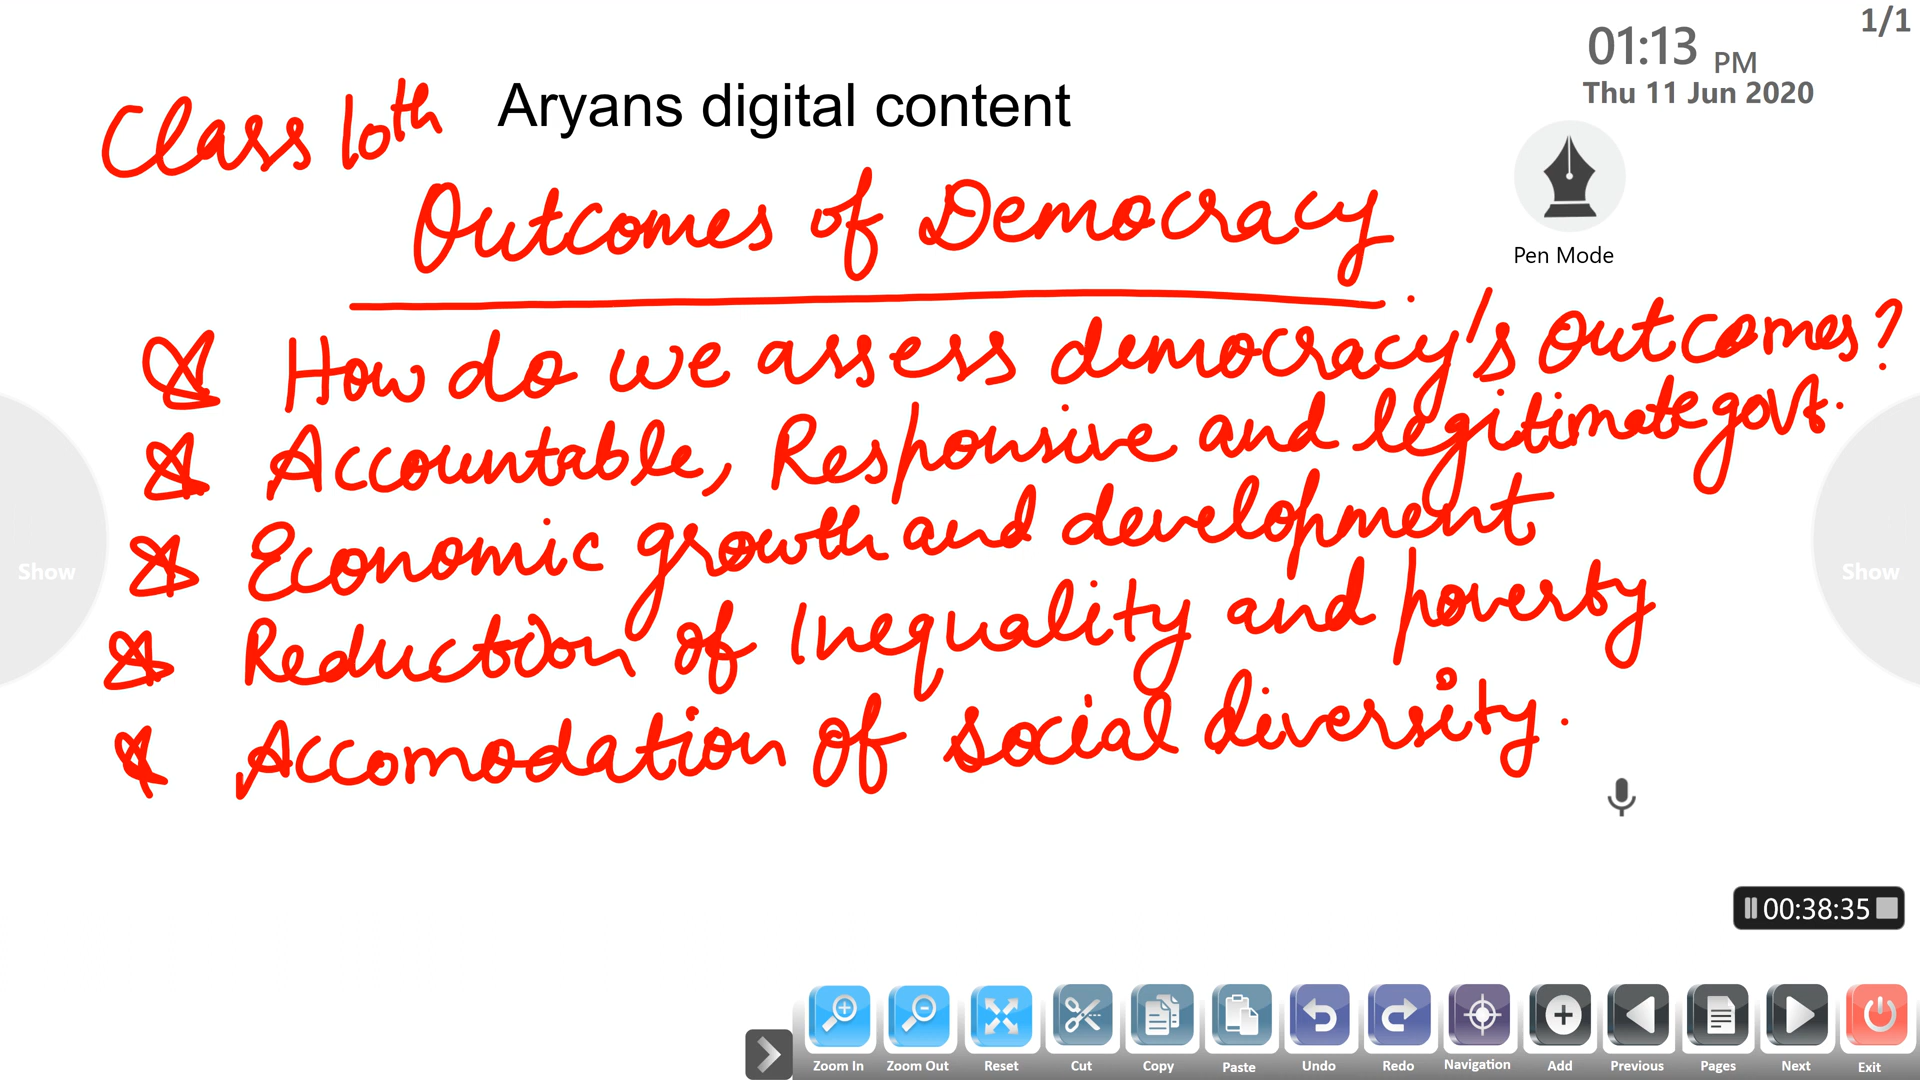 1/1
01:13 PM
Thu 11 Jun 2020
Class 10th Aryans digital content
Outcomes of Democracy
Pen Mode
How do we assess democracy's outcomes?
Accountable, Responsive and legitimate govt.
Economic growth and development
Show
Show
Reduction of Inequality and poverty
Accomodation of social diversity.
00:38:35
Zoom In Zoom Out Reset Cut Copy Paste Undo Redo Navigation Add Previous Pages Next Exit